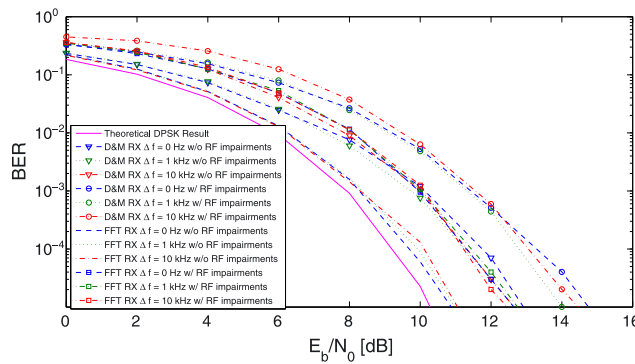 10^0
10^-1
10^-2
10^-3
10^-4
BER
Theoretical DPSK Result
D&M RX Δ f = 0 Hz w/o RF impairments
D&M RX Δ f = 1 kHz w/o RF impairments
D&M RX Δ f = 10 kHz w/o RF impairments
D&M RX Δ f = 0 Hz w/ RF impairments
D&M RX Δ f = 1 kHz w/ RF impairments
D&M RX Δ f = 10 kHz w/ RF impairments
FFT RX Δ f = 0 Hz w/o RF impairments
FFT RX Δ f = 1 kHz w/o RF impairments
FFT RX Δ f = 10 kHz w/o RF impairments
FFT RX Δ f = 0 Hz w/ RF impairments
FFT RX Δ f = 1 kHz w/ RF impairments
FFT RX Δ f = 10 kHz w/ RF impairments
0 2 4 6 8 10 12 14 16
E_b/N_0 [dB]